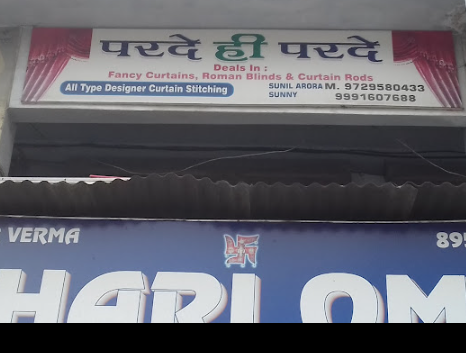 परदे ही परदे
Deals In :
Fancy Curtains, Roman Blinds & Curtain Rods
All Type Designer Curtain Stitching
SUNIL ARORA M. 9729580433
SUNNY 9991607688
VERMA
895
HARI OM